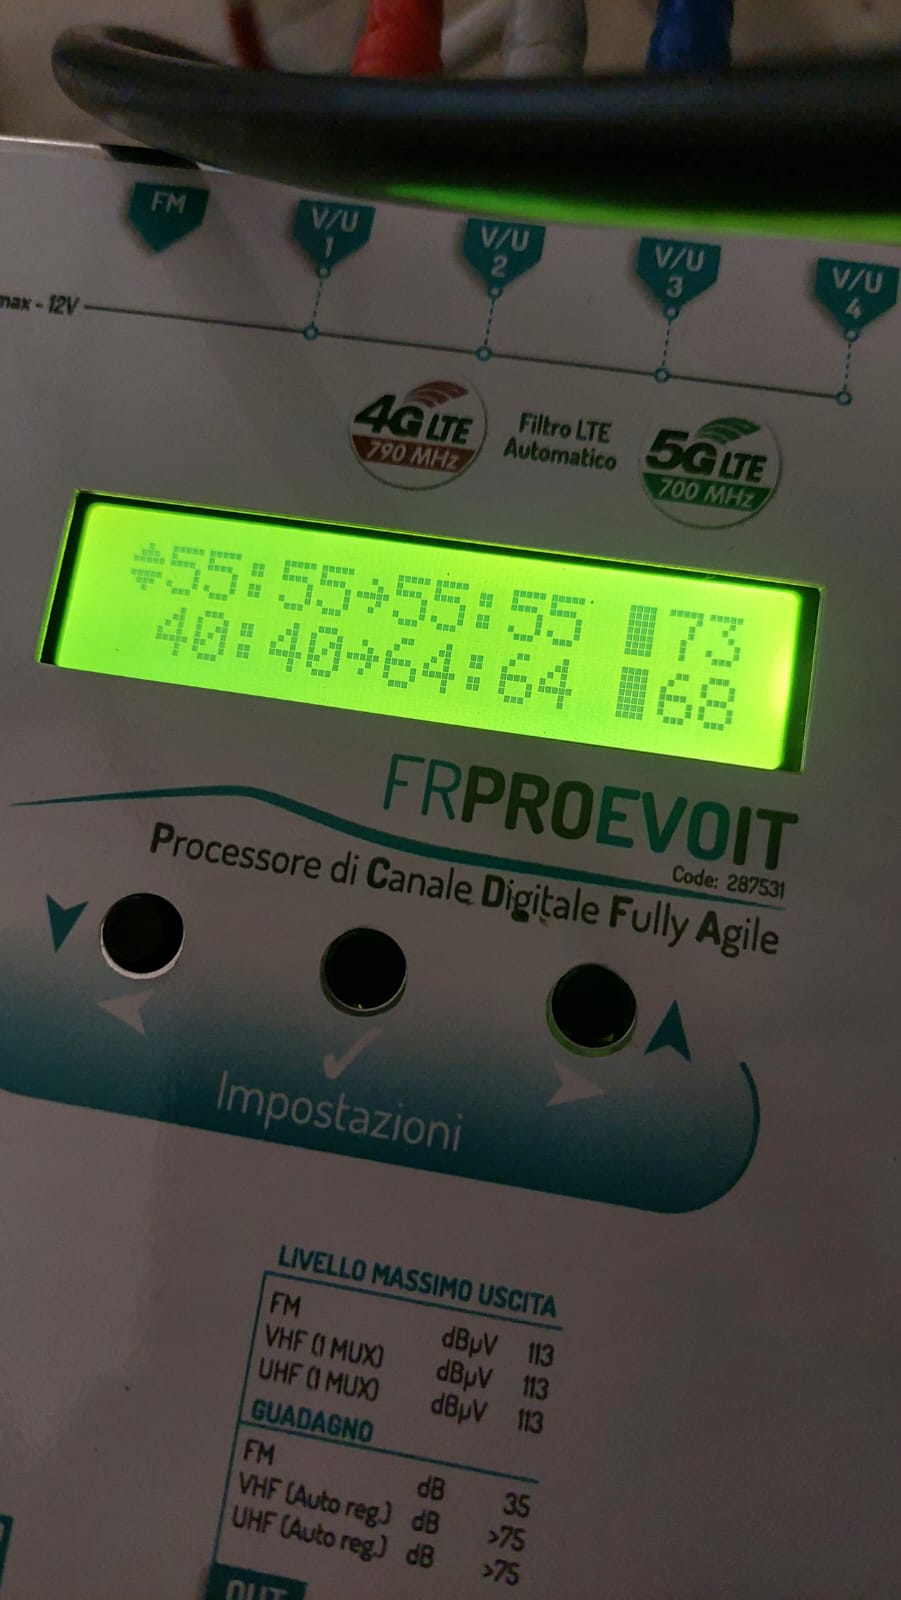 FM
V/U
1
V/U
2
V/U
3
V/U
4
max - 12V
4G LTE
790 MHz
Filtro LTE
Automatico
5G LTE
700 MHz
55:55→55:55 73
40:40→64:64 68
FRPROEVOIT
Code: 287531
Processore di Canale Digitale Fully Agile
Impostazioni
LIVELLO MASSIMO USCITA
FM dBµV 113
VHF (1 MUX) dBµV 113
UHF (1 MUX) dBµV 113
GUADAGNO
FM dB 35
VHF (Auto reg.) dB >75
UHF (Auto reg.) dB >75
OUT